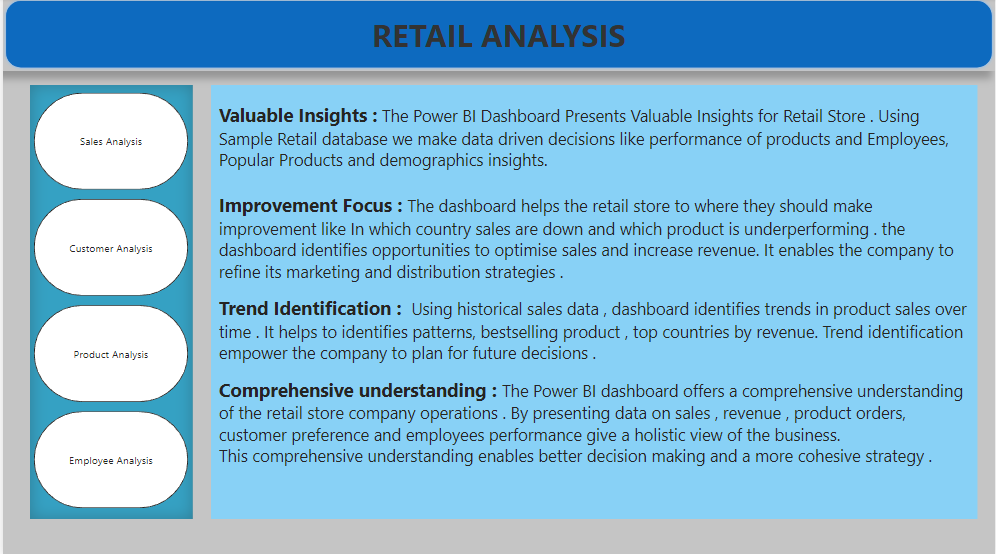 RETAIL ANALYSIS
Sales Analysis
Customer Analysis
Product Analysis
Employee Analysis
Valuable Insights : The Power BI Dashboard Presents Valuable Insights for Retail Store . Using
Sample Retail database we make data driven decisions like performance of products and Employees,
Popular Products and demographics insights.
Improvement Focus : The dashboard helps the retail store to where they should make
improvement like In which country sales are down and which product is underperforming . the
dashboard identifies opportunities to optimise sales and increase revenue. It enables the company to
refine its marketing and distribution strategies .
Trend Identification : Using historical sales data , dashboard identifies trends in product sales over
time . It helps to identifies patterns, bestselling product , top countries by revenue. Trend identification
empower the company to plan for future decisions .
Comprehensive understanding : The Power BI dashboard offers a comprehensive understanding
of the retail store company operations . By presenting data on sales , revenue , product orders,
customer preference and employees performance give a holistic view of the business.
This comprehensive understanding enables better decision making and a more cohesive strategy .